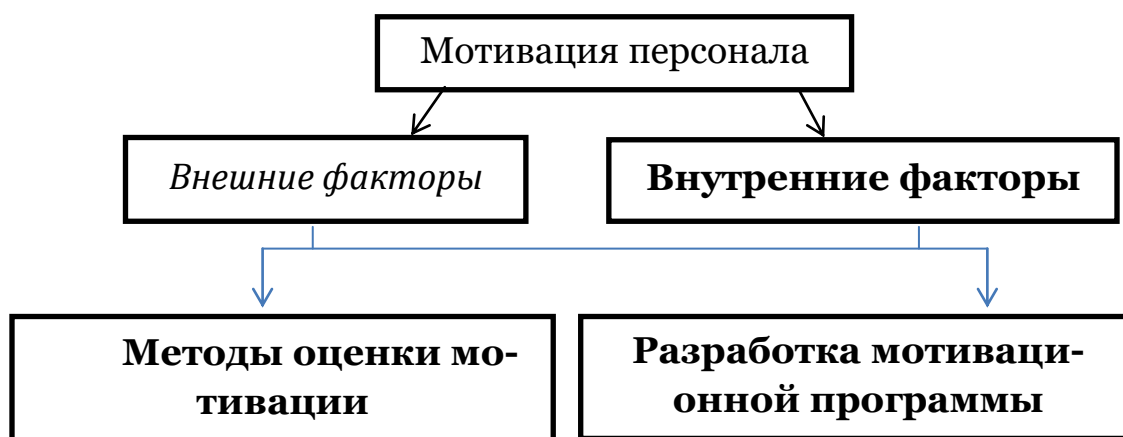 Мотивация персонала
Внешние факторы
Внутренние факторы
Методы оценки мо-
тивации
Разработка мотиваци-
онной программы